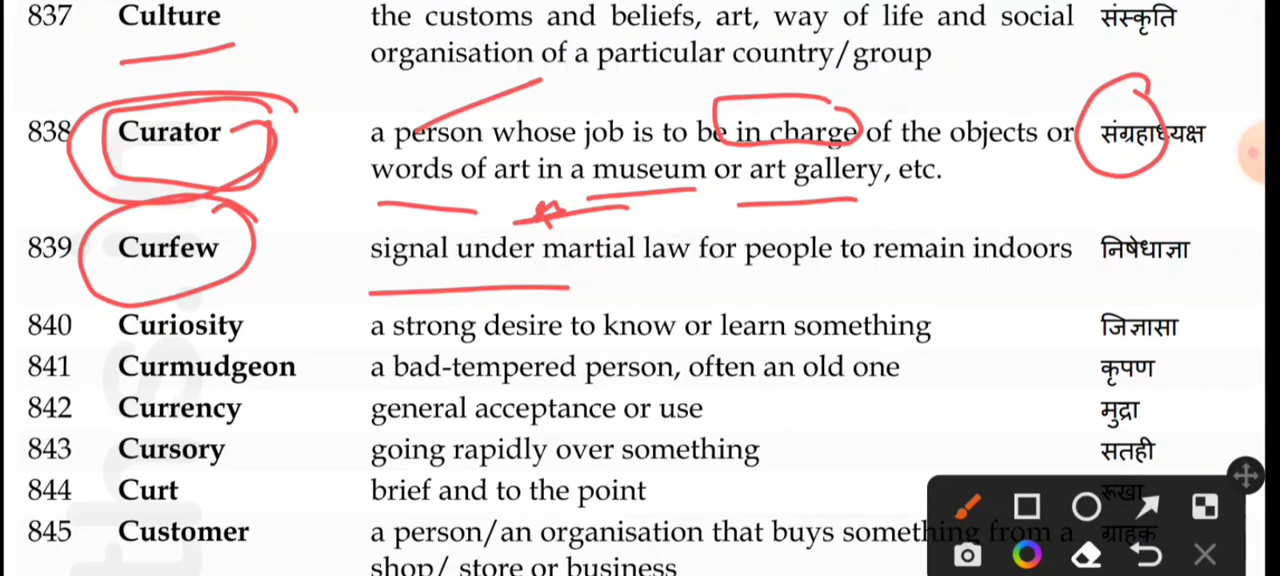 837 Culture the customs and beliefs, art, way of life and social संस्कृति
organisation of a particular country/group
838 Curator a person whose job is to be in charge of the objects or संग्रहाध्यक्ष
words of art in a museum or art gallery, etc.
839 Curfew signal under martial law for people to remain indoors निषेधाज्ञा
840 Curiosity a strong desire to know or learn something जिज्ञासा
841 Curmudgeon a bad-tempered person, often an old one कृपण
842 Currency general acceptance or use मुद्रा
843 Cursory going rapidly over something सतही
844 Curt brief and to the point रूखा
845 Customer a person/an organisation that buys something from a ग्राहक
shop/ store or business